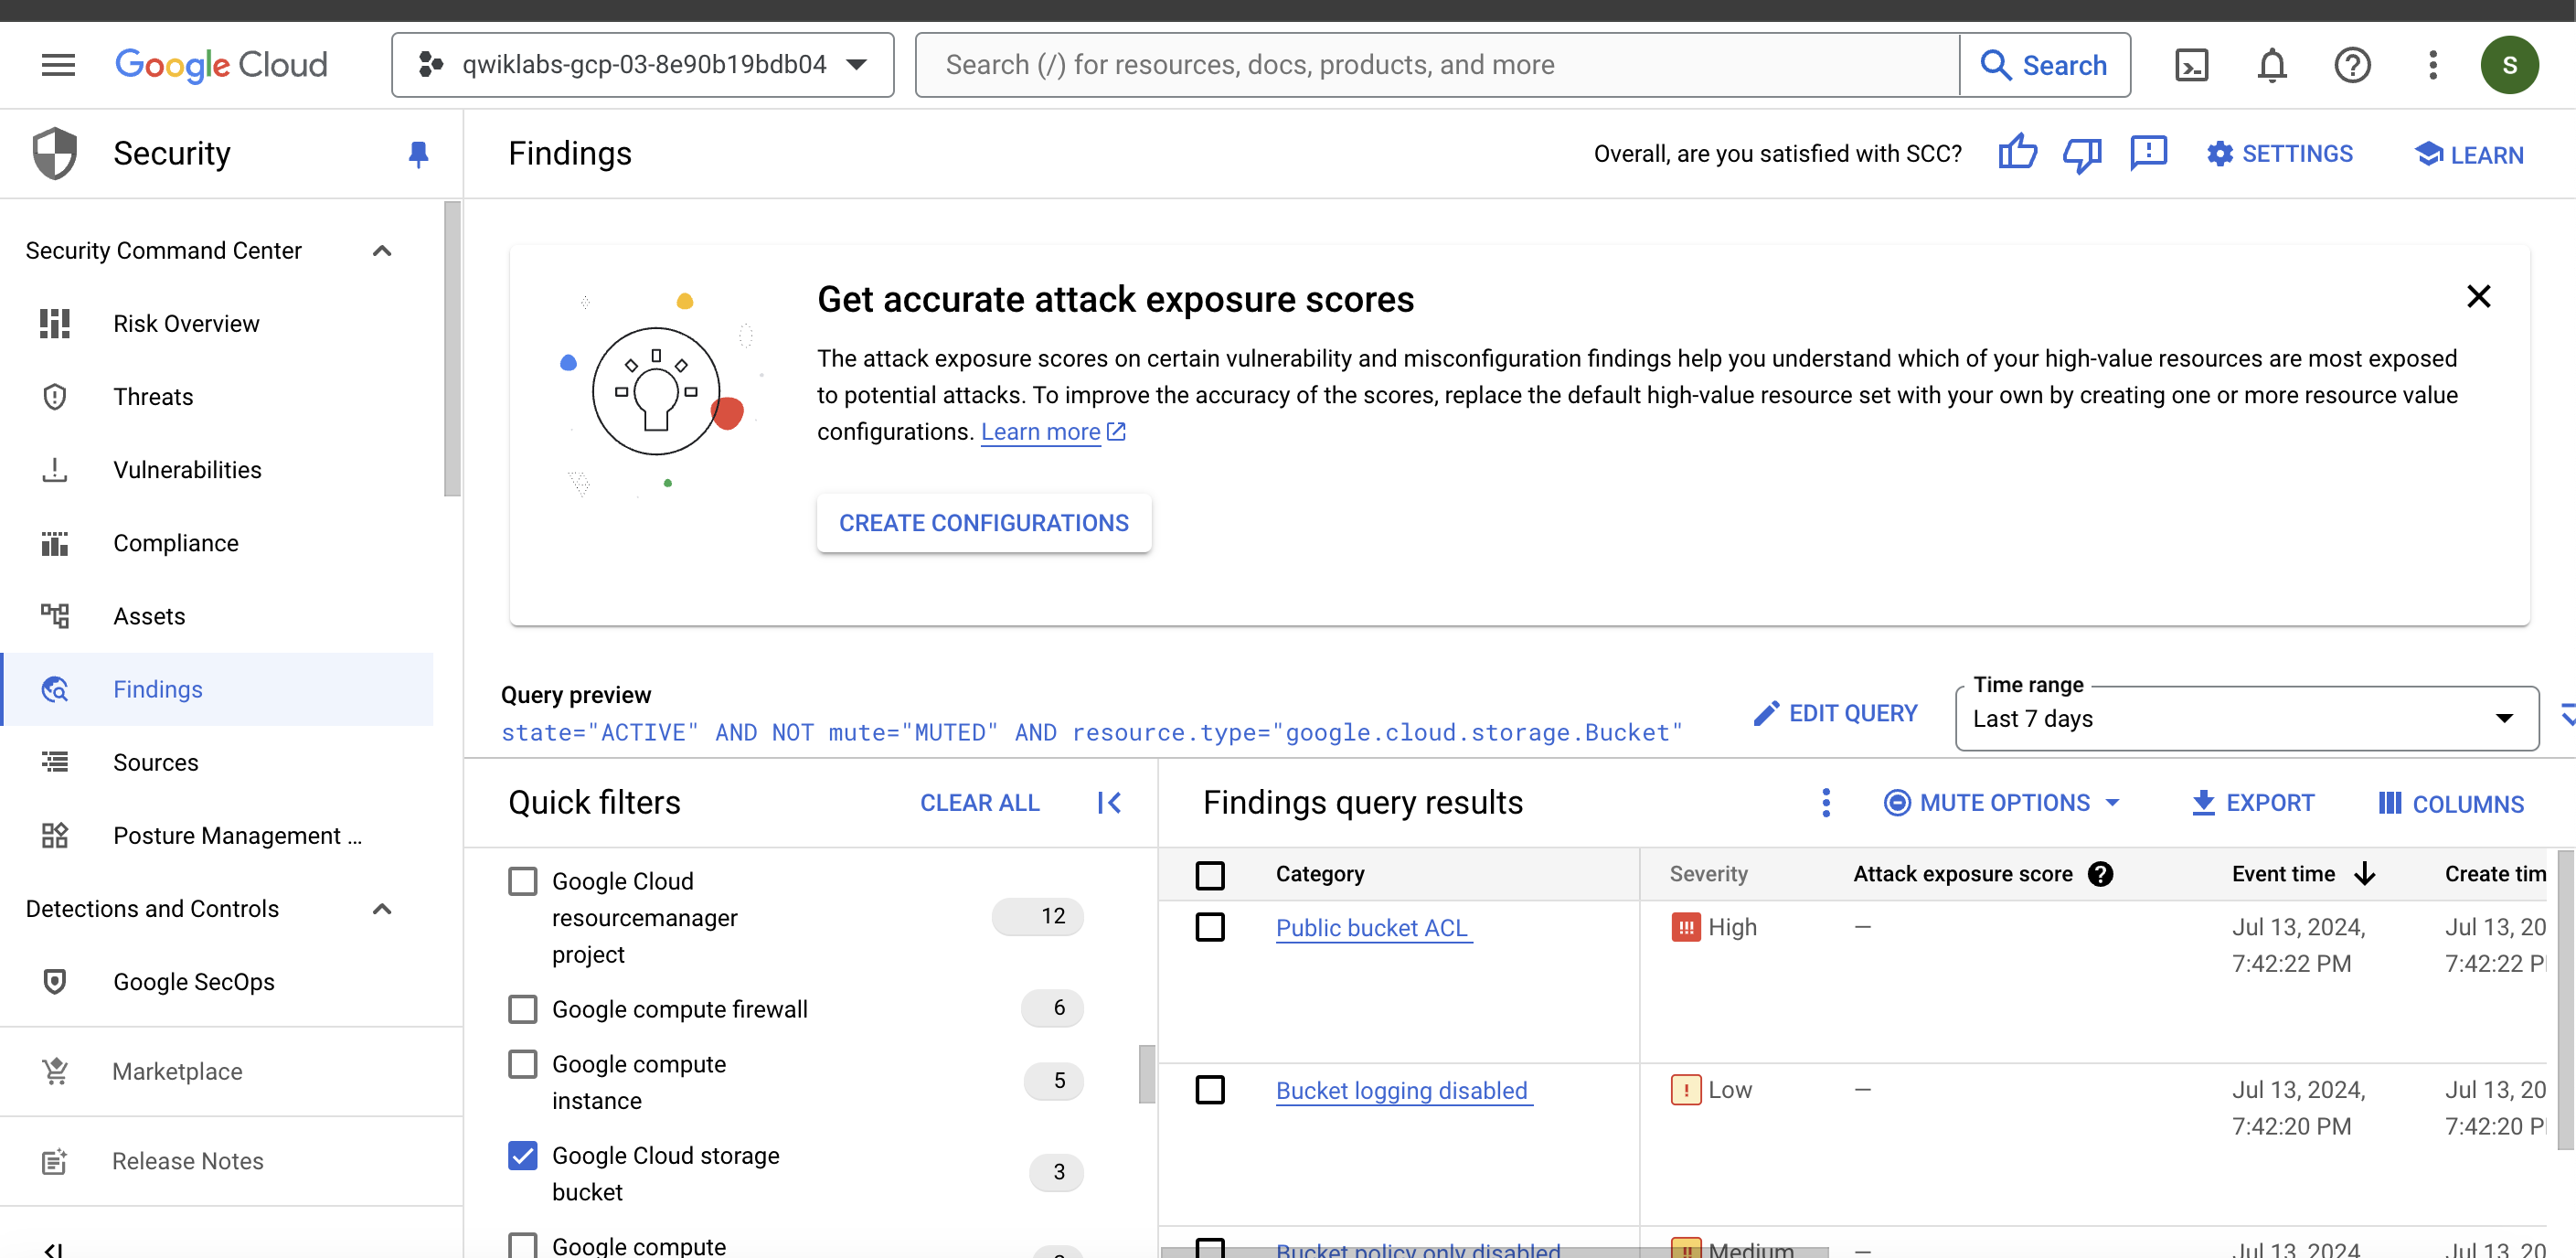 Google Cloud
qwiklabs-gcp-03-8e90b19bdb04
Search (/) for resources, docs, products, and more
Search
S
Security
Findings
Overall, are you satisfied with SCC?
SETTINGS
LEARN
Security Command Center
Risk Overview
Threats
Vulnerabilities
Compliance
Assets
Findings
Sources
Posture Management ...
Detections and Controls
Google SecOps
Marketplace
Release Notes
Get accurate attack exposure scores
The attack exposure scores on certain vulnerability and misconfiguration findings help you understand which of your high-value resources are most exposed
to potential attacks. To improve the accuracy of the scores, replace the default high-value resource set with your own by creating one or more resource value
configurations. Learn more
CREATE CONFIGURATIONS
Query preview
state="ACTIVE" AND NOT mute="MUTED" AND resource.type="google.cloud.storage.Bucket"
EDIT QUERY
Time range
Last 7 days
Quick filters
CLEAR ALL
Google Cloud
resourcemanager
project
12
Google compute firewall
6
Google compute
instance
5
Google Cloud storage
bucket
3
Google compute
Findings query results
MUTE OPTIONS
EXPORT
COLUMNS
Category
Severity
Attack exposure score
Event time
Create tim
Public bucket ACL
High
—
Jul 13, 2024,
7:42:22 PM
Jul 13, 20
7:42:22 P
Bucket logging disabled
Low
—
Jul 13, 2024,
7:42:20 PM
Jul 13, 20
7:42:20 P
Bucket policy only disabled
Medium
—
Jul 13, 2024,
Jul 13, 20